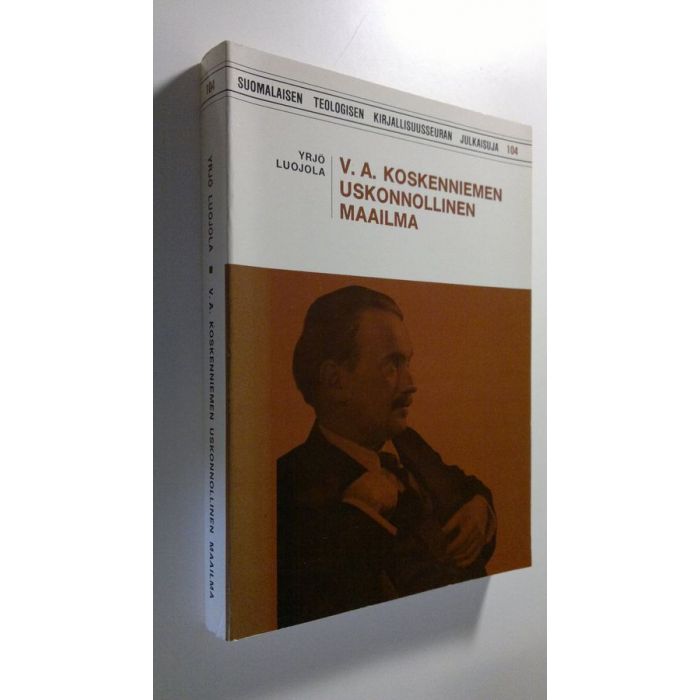 SUOMALAISEN TEOLOGISEN KIRJALLISUUSSEURAN JULKAISUJA 104
YRJÖ
LUOJOLA
V. A. KOSKENNIEMEN
USKONNOLLINEN
MAAILMA
104
YRJÖ LUOJOLA ■ V. A. KOSKENNIEMEN USKONNOLLINEN MAAILMA